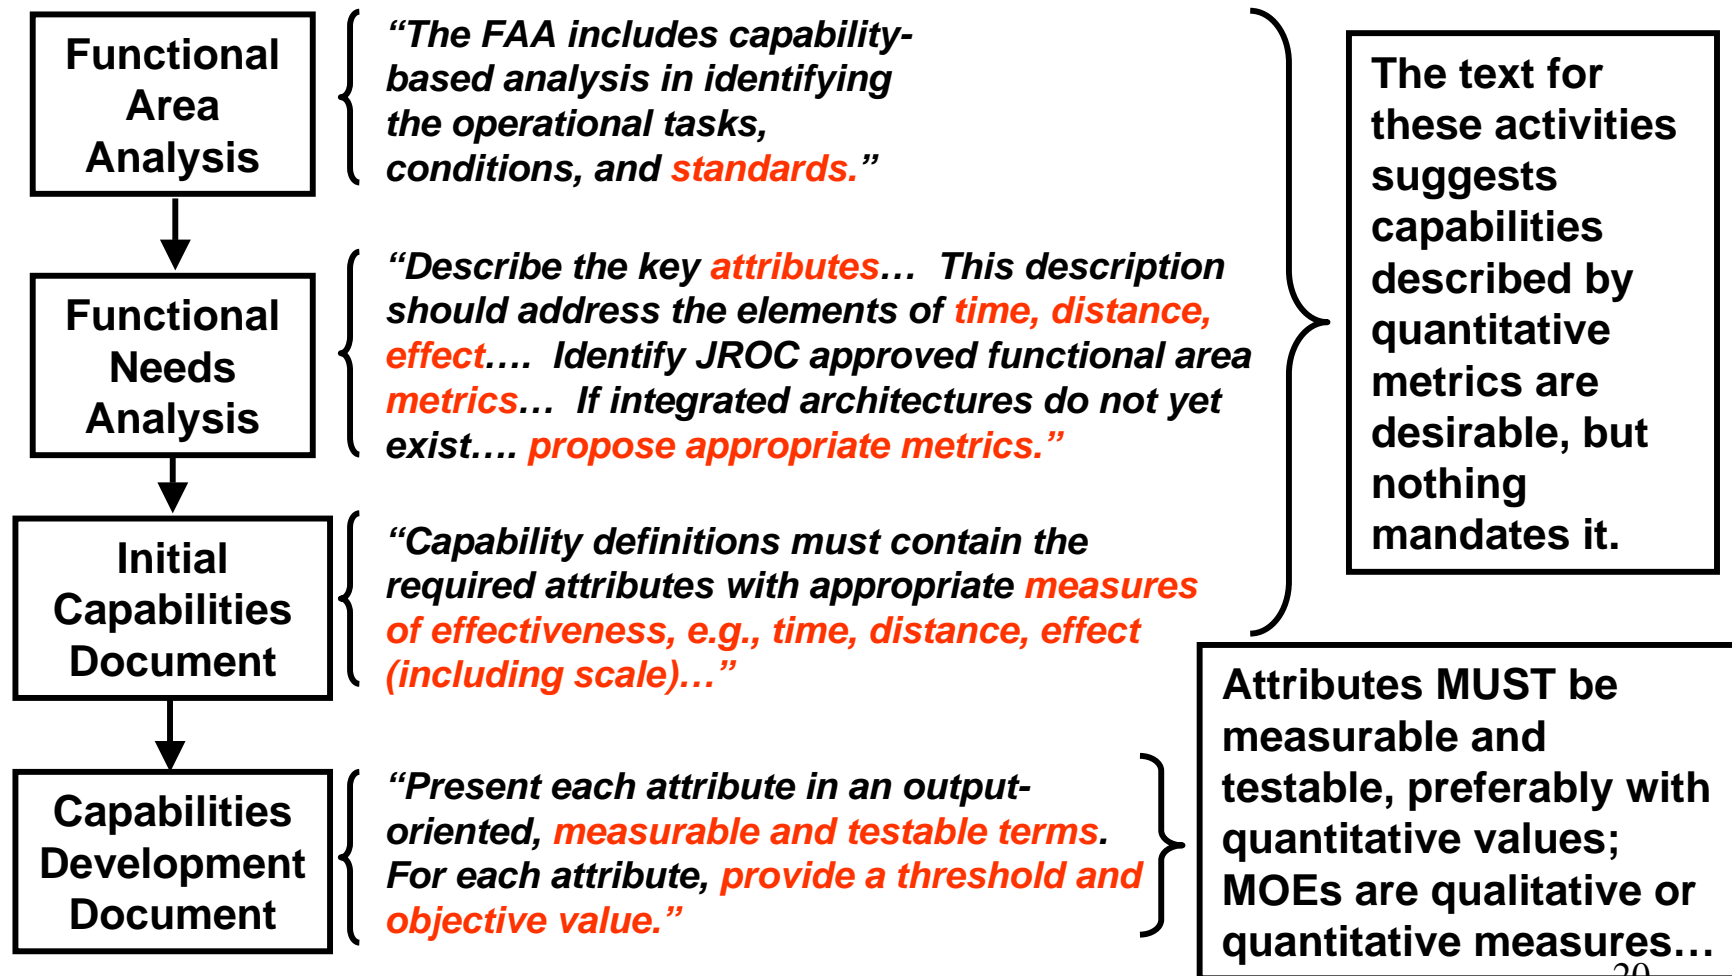 Functional
Area
Analysis
“The FAA includes capability-
based analysis in identifying
the operational tasks,
conditions, and standards.”
Functional
Needs
Analysis
“Describe the key attributes… This description
should address the elements of time, distance,
effect…. Identify JROC approved functional area
metrics… If integrated architectures do not yet
exist…. propose appropriate metrics.”
Initial
Capabilities
Document
“Capability definitions must contain the
required attributes with appropriate measures
of effectiveness, e.g., time, distance, effect
(including scale)…”
Capabilities
Development
Document
“Present each attribute in an output-
oriented, measurable and testable terms.
For each attribute, provide a threshold and
objective value.”
The text for
these activities
suggests
capabilities
described by
quantitative
metrics are
desirable, but
nothing
mandates it.
Attributes MUST be
measurable and
testable, preferably with
quantitative values;
MOEs are qualitative or
quantitative measures…
20